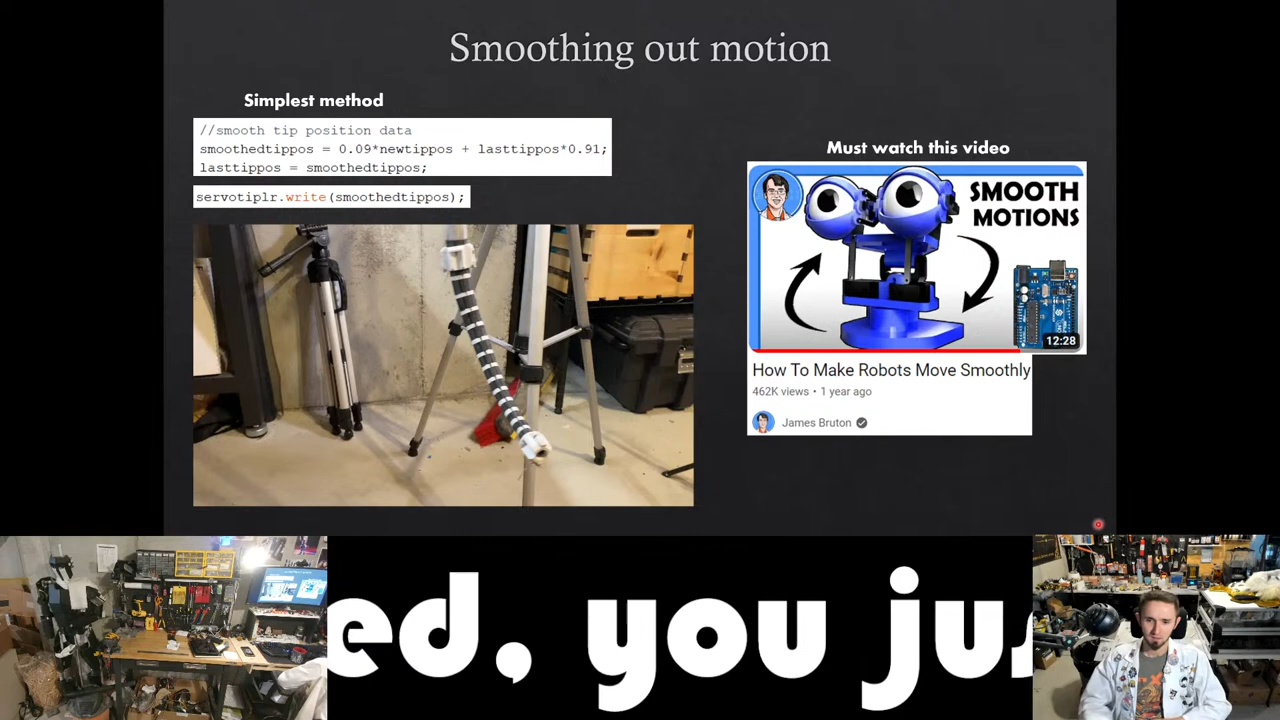 Smoothing out motion
Simplest method
//smooth tip position data
smoothedtippos = 0.09*newtippos + lasttippos*0.91;
lasttippos = smoothedtippos;
servotiplr.write(smoothedtippos);
Must watch this video
SMOOTH
MOTIONS
12:28
How To Make Robots Move Smoothly
462K views • 1 year ago
James Bruton
ed, you jus